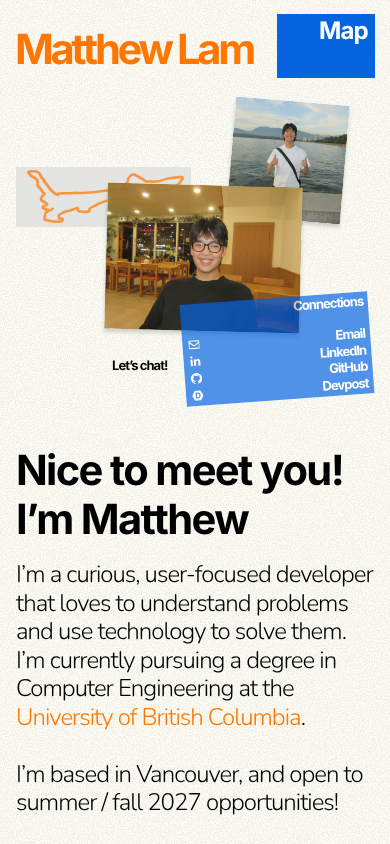 Matthew Lam
Map
Connections
Email
LinkedIn
GitHub
Devpost
Let's chat!
Nice to meet you!
I'm Matthew
I'm a curious, user-focused developer
that loves to understand problems
and use technology to solve them.
I'm currently pursuing a degree in
Computer Engineering at the
University of British Columbia.
I'm based in Vancouver, and open to
summer / fall 2027 opportunities!